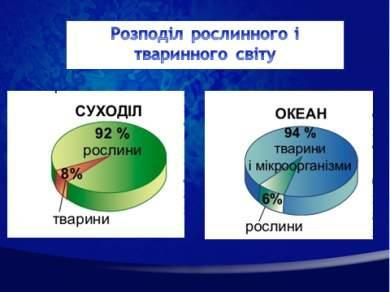 Розподіл рослинного і
тваринного світу
СУХОДІЛ
92 %
рослини
8%
тварини
ОКЕАН
94 %
тварини
і мікроорганізми
6%
рослини